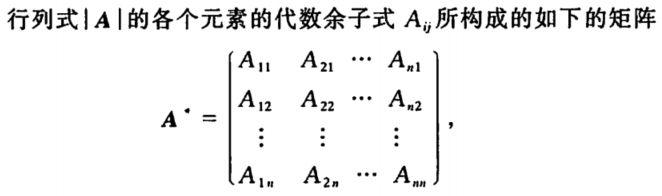 行列式|A|的各个元素的代数余子式 A_{ij} 所构成的如下的矩阵
A_{11} A_{21} ⋯ A_{n1}
A_{12} A_{22} ⋯ A_{n2}
A^* = ⋮ ⋮ ⋮ ,
A_{1n} A_{2n} ⋯ A_{nn}